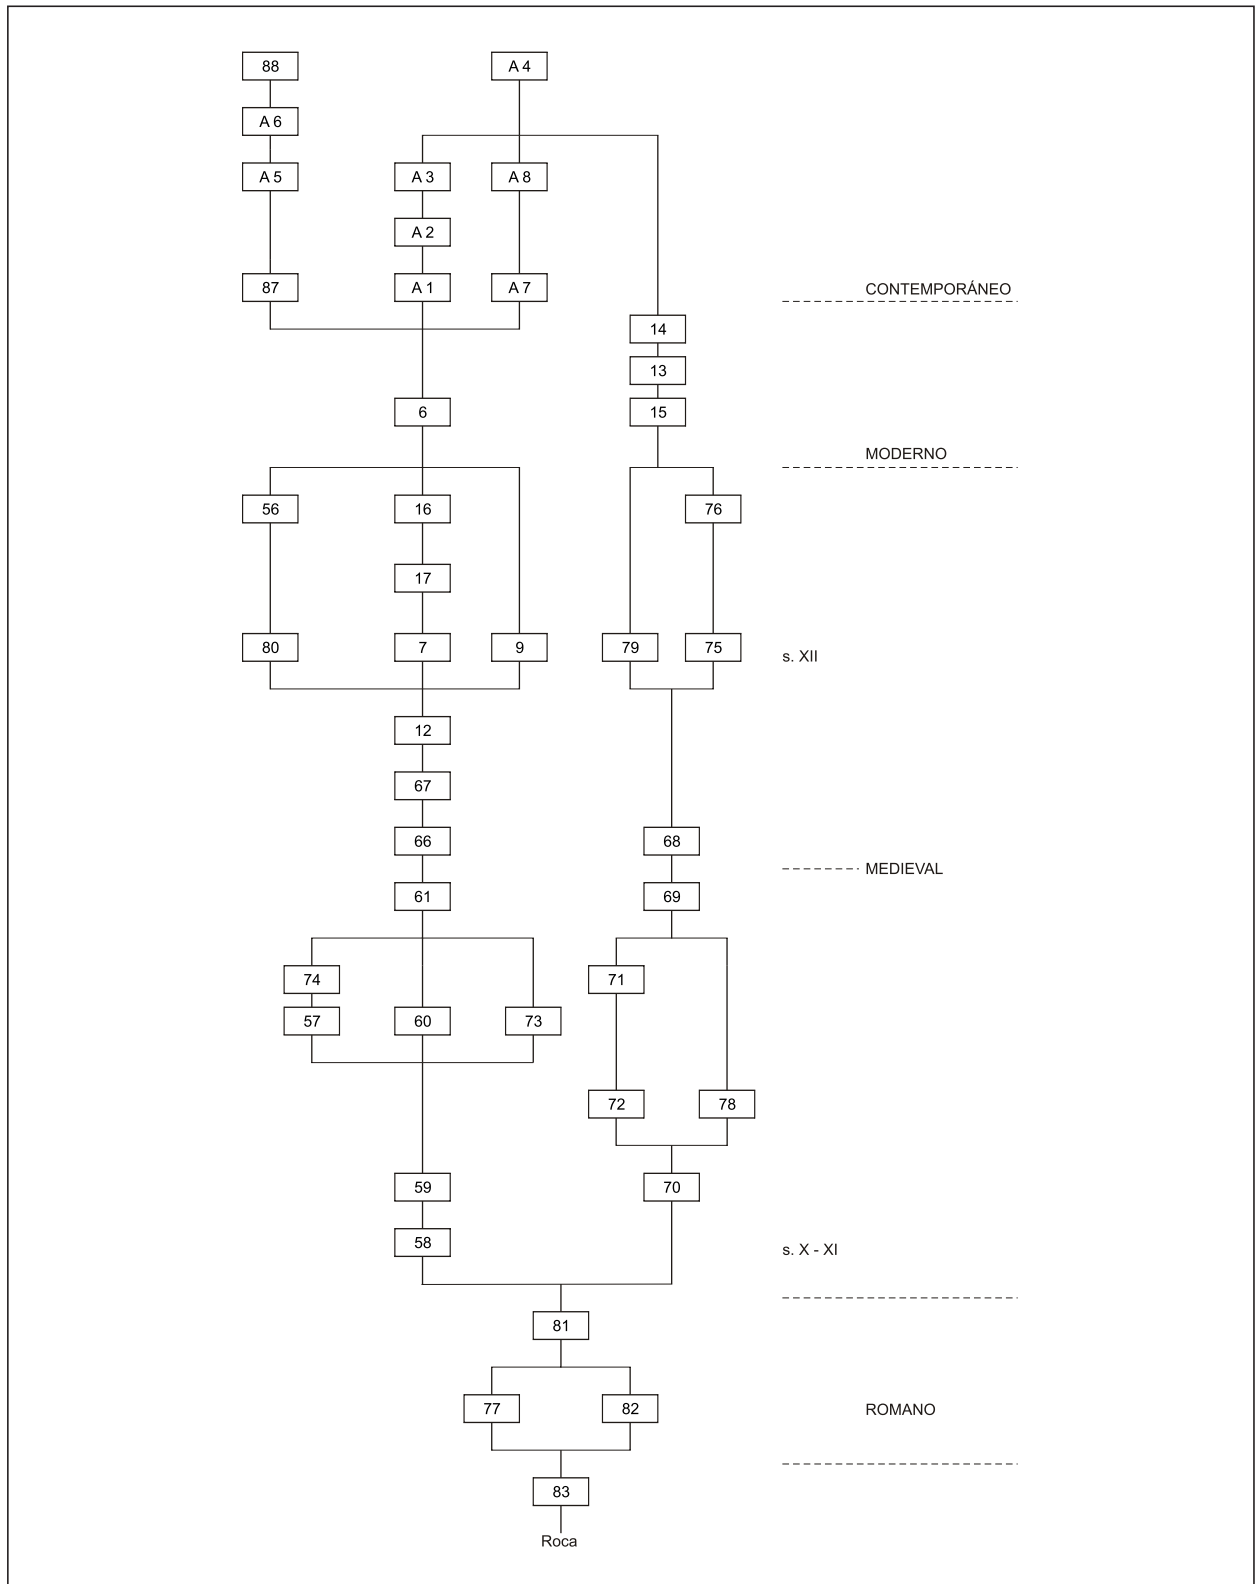 88 A 4
A 6
A 5 A 3 A 8
A 2
87 A 1 A 7 CONTEMPORÁNEO
14
13
6 15
MODERNO
56 16 76
17
80 7 9 79 75 s. XII
12
67
66 68
MEDIEVAL
61 69
74 71
57 60 73
72 78
59 70
58 s. X - XI
81
77 82 ROMANO
83
Roca